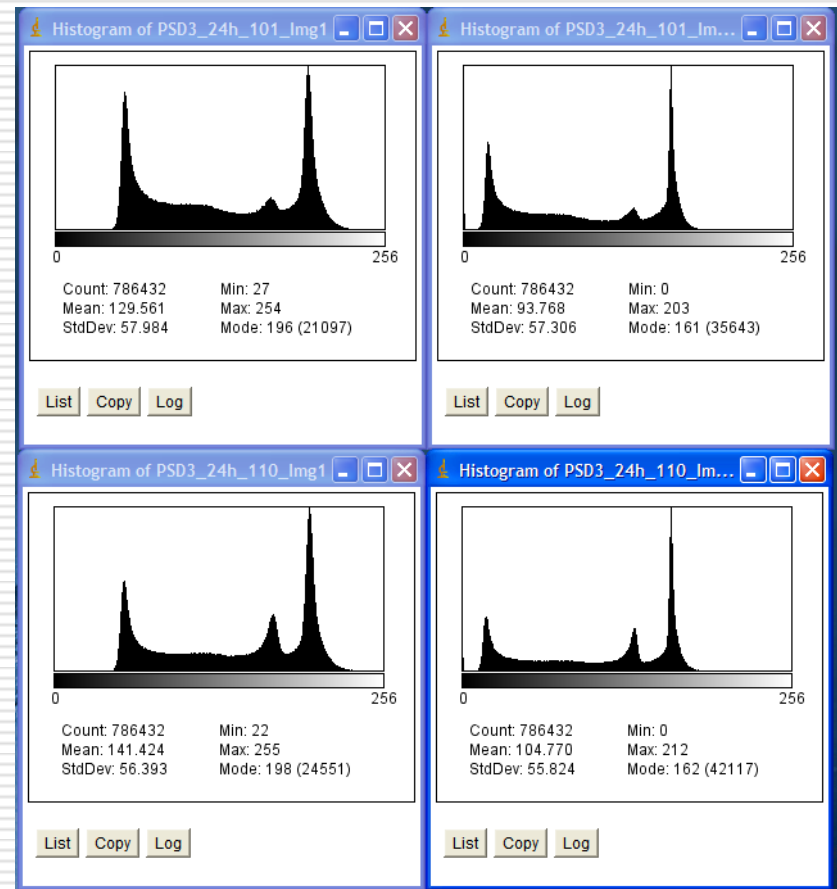 Histogram of PSD3_24h_101_Img1
0 256
Count: 786432 Min: 27
Mean: 129.561 Max: 254
StdDev: 57.984 Mode: 196 (21097)
List Copy Log
Histogram of PSD3_24h_101_Im...
0 256
Count: 786432 Min: 0
Mean: 93.768 Max: 203
StdDev: 57.306 Mode: 161 (35643)
List Copy Log
Histogram of PSD3_24h_110_Img1
0 256
Count: 786432 Min: 22
Mean: 141.424 Max: 255
StdDev: 56.393 Mode: 198 (24551)
List Copy Log
Histogram of PSD3_24h_110_Im...
0 256
Count: 786432 Min: 0
Mean: 104.770 Max: 212
StdDev: 55.824 Mode: 162 (42117)
List Copy Log